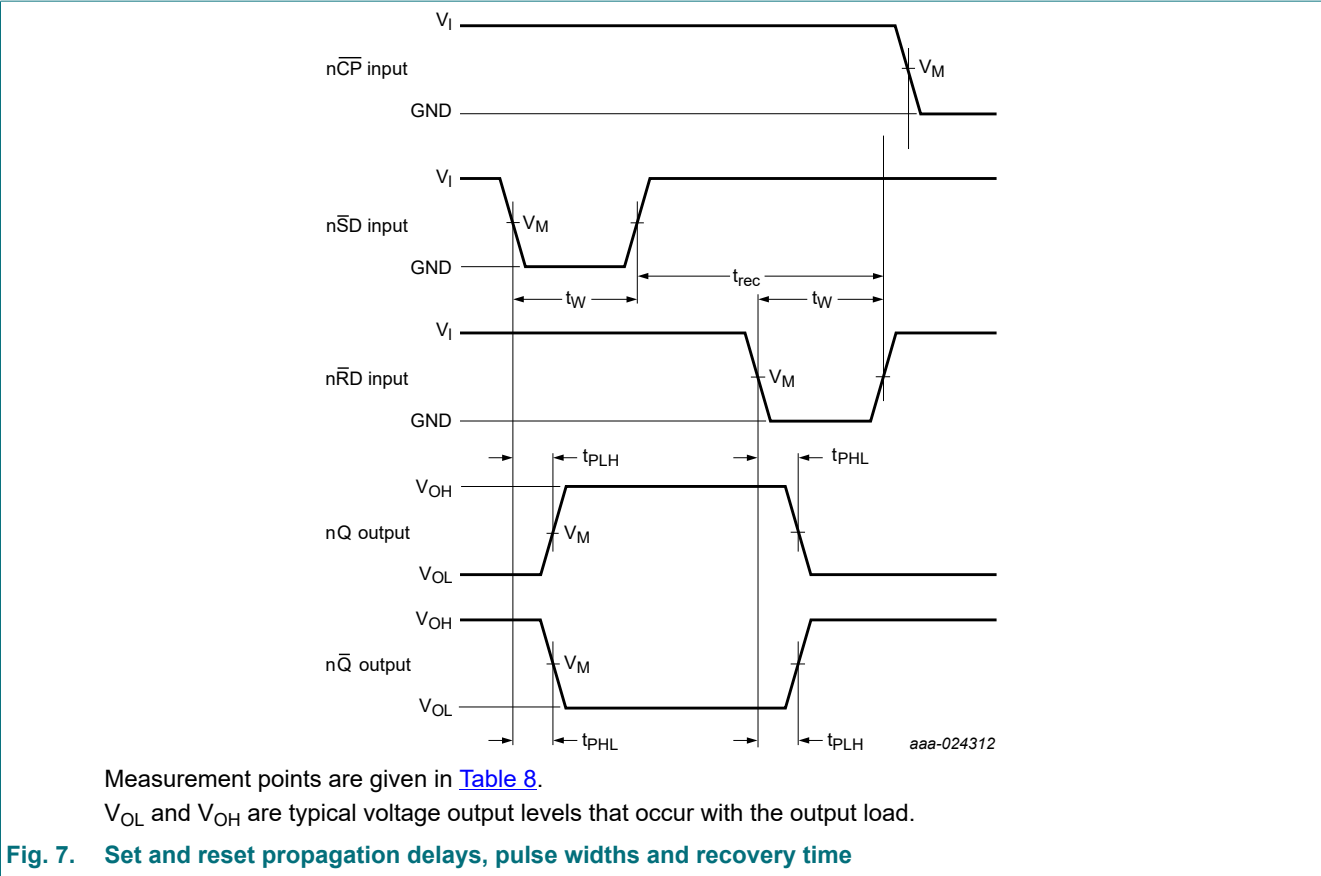 VI
nC̅P̅ input
VM
GND
VI
nS̅D input
VM
GND
trec
tW
tW
VI
nR̅D input
VM
GND
tPLH
tPHL
VOH
nQ output
VM
VOL
VOH
nQ̅ output
VM
VOL
tPHL
tPLH
aaa-024312
Measurement points are given in Table 8.
VOL and VOH are typical voltage output levels that occur with the output load.
Fig. 7. Set and reset propagation delays, pulse widths and recovery time